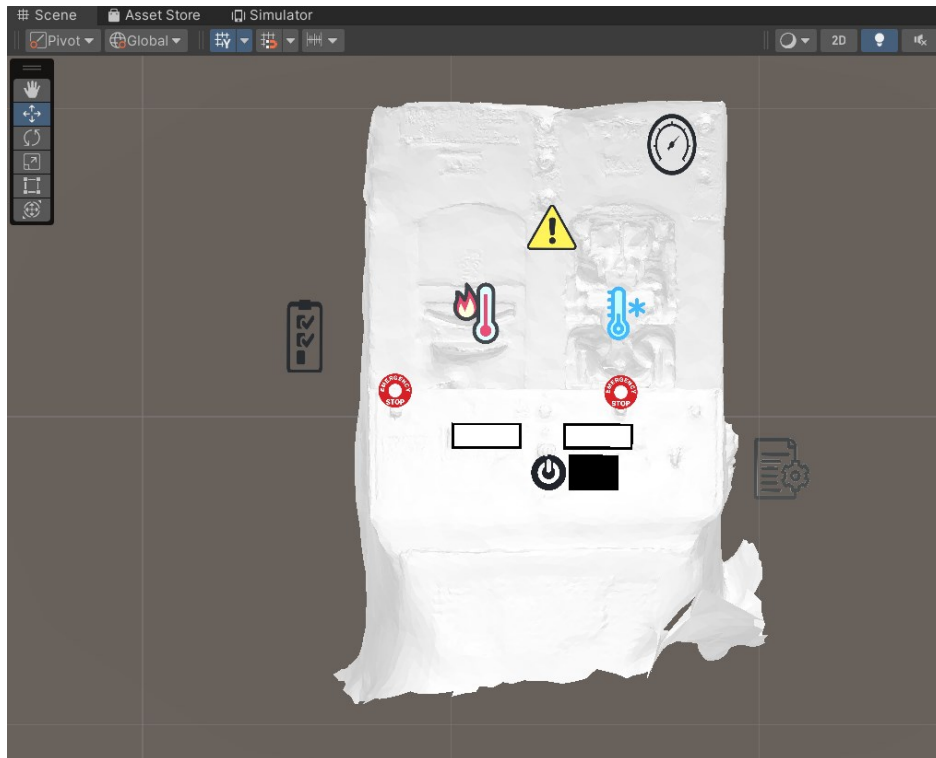 Scene Asset Store Simulator
Pivot Global 2D
EMERGENCY
STOP
EMERGENCY
STOP